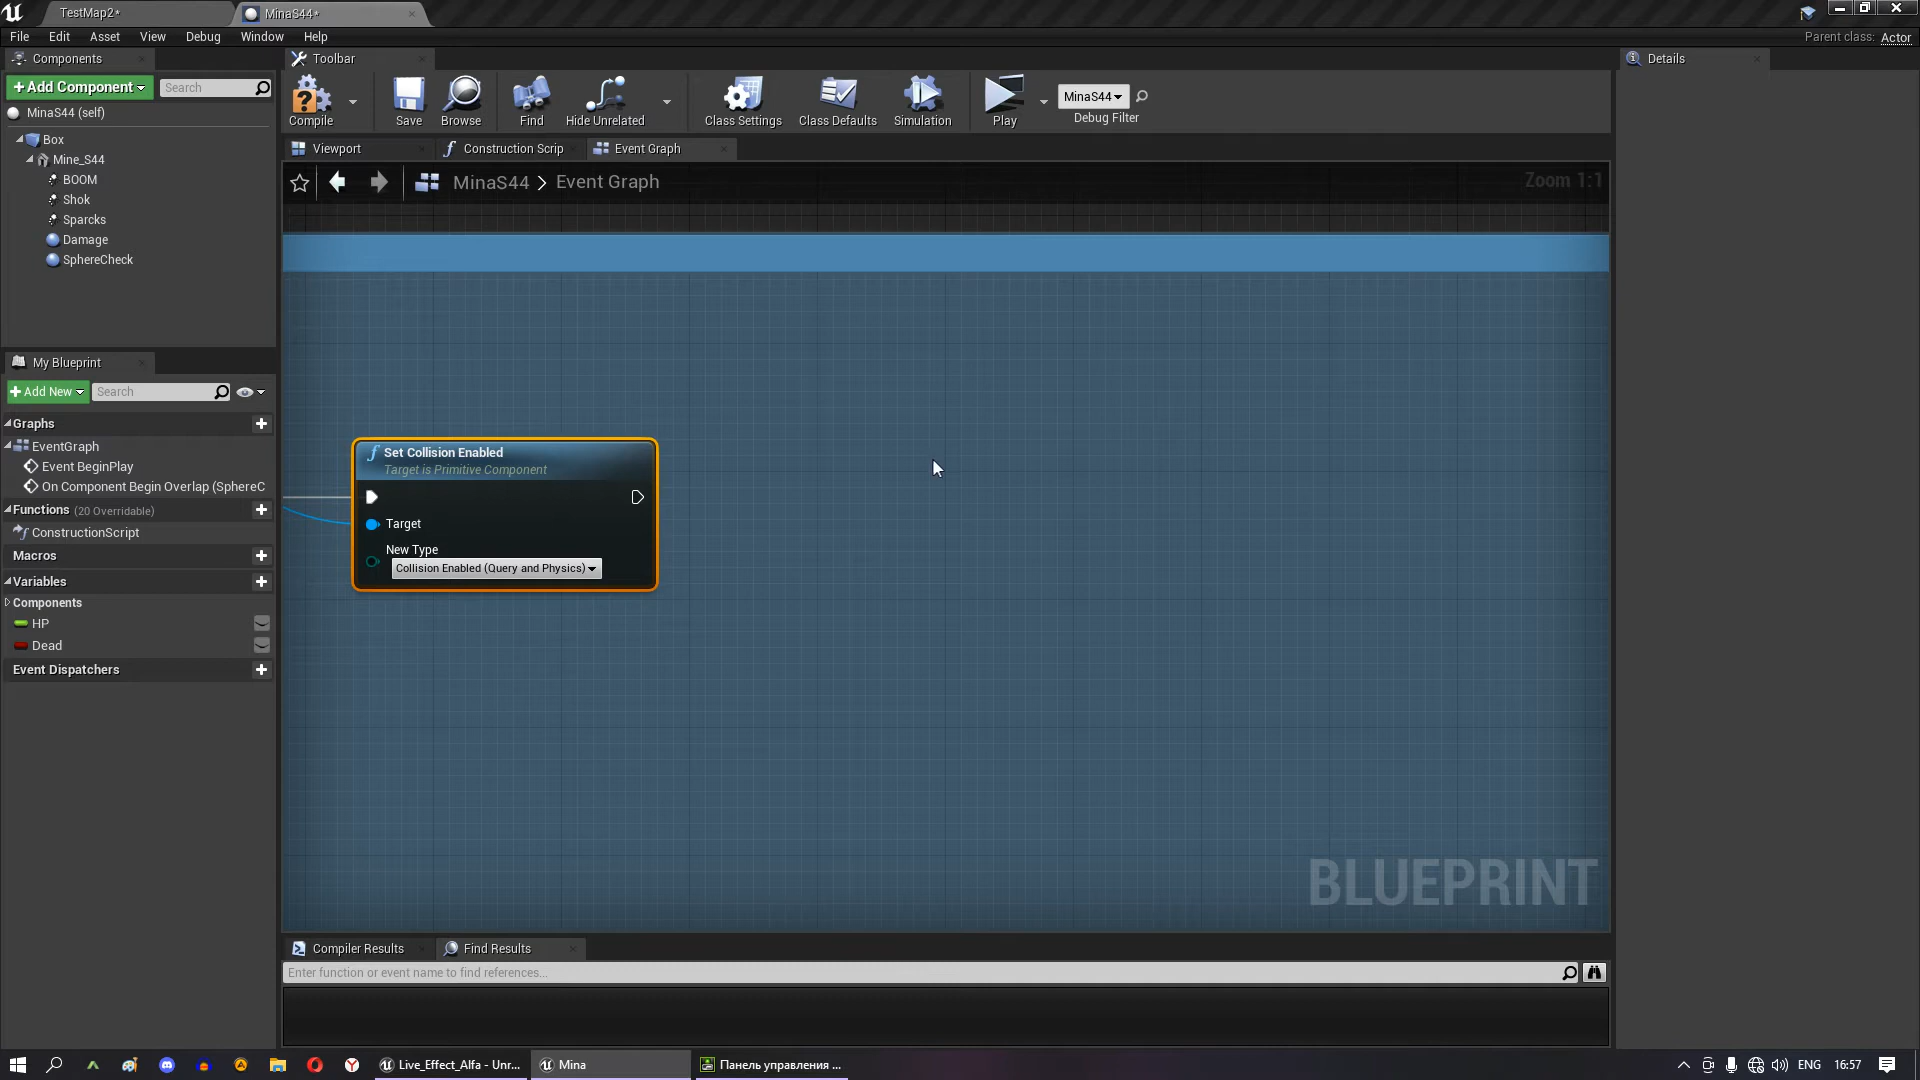 TestMap2*
MinaS44*
File Edit Asset View Debug Window Help
Parent class: Actor
Components
Toolbar
Details
+Add Component
Search
Compile
Save
Browse
Find
Hide Unrelated
Class Settings
Class Defaults
Simulation
Play
MinaS44
Debug Filter
MinaS44 (self)
Box
Mine_S44
BOOM
Shok
Sparcks
Damage
SphereCheck
Viewport
Construction Scrip
Event Graph
MinaS44 > Event Graph
Zoom 1:1
My Blueprint
+Add New
Search
Graphs
EventGraph
Event BeginPlay
On Component Begin Overlap (SphereC
Functions (20 Overridable)
ConstructionScript
Macros
Variables
Components
HP
Dead
Event Dispatchers
Set Collision Enabled
Target is Primitive Component
Target
New Type
Collision Enabled (Query and Physics)
BLUEPRINT
Compiler Results
Find Results
Enter function or event name to find references...
Live_Effect_Alfa - Unr...
Mina
Панель управления ...
ENG
16:57